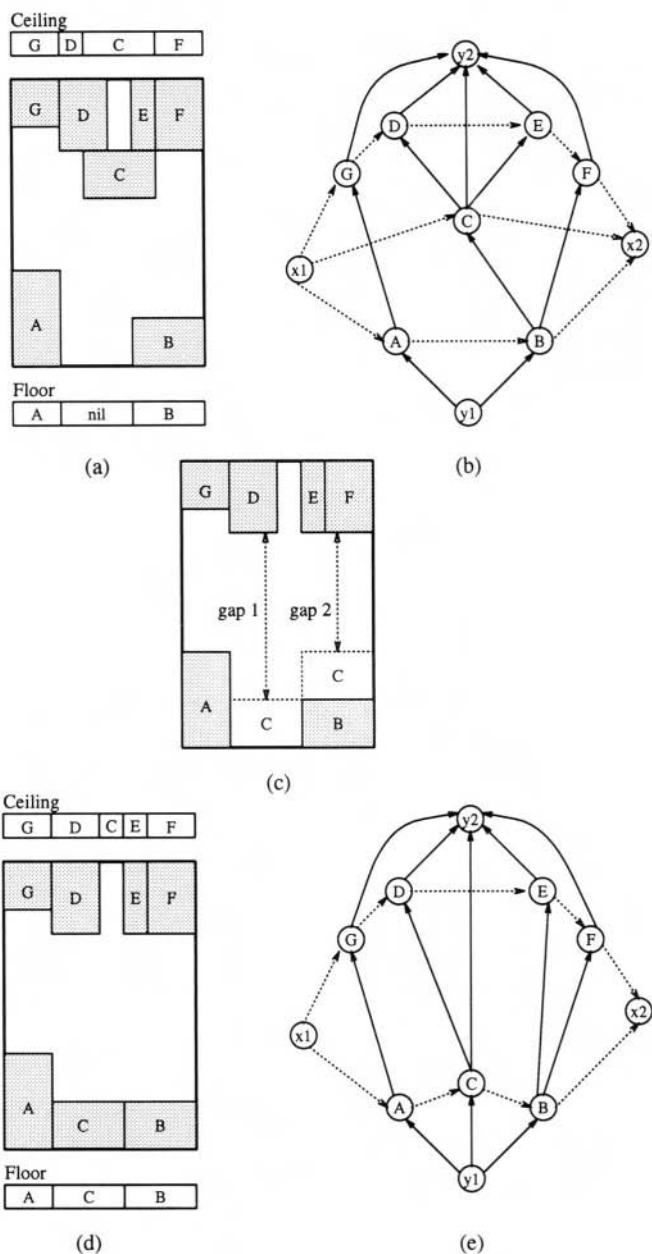 Ceiling
G D C F
G D E F
C
A B
Floor
A nil B
(a)
y2
D E
G F
C
x1 x2
A B
y1
(b)
G D E F
gap 1 gap 2
C
A C B
(c)
Ceiling
G D C E F
G D E F
A C B
Floor
A C B
(d)
y2
D E
G F
x1 x2
C
A B
y1
(e)